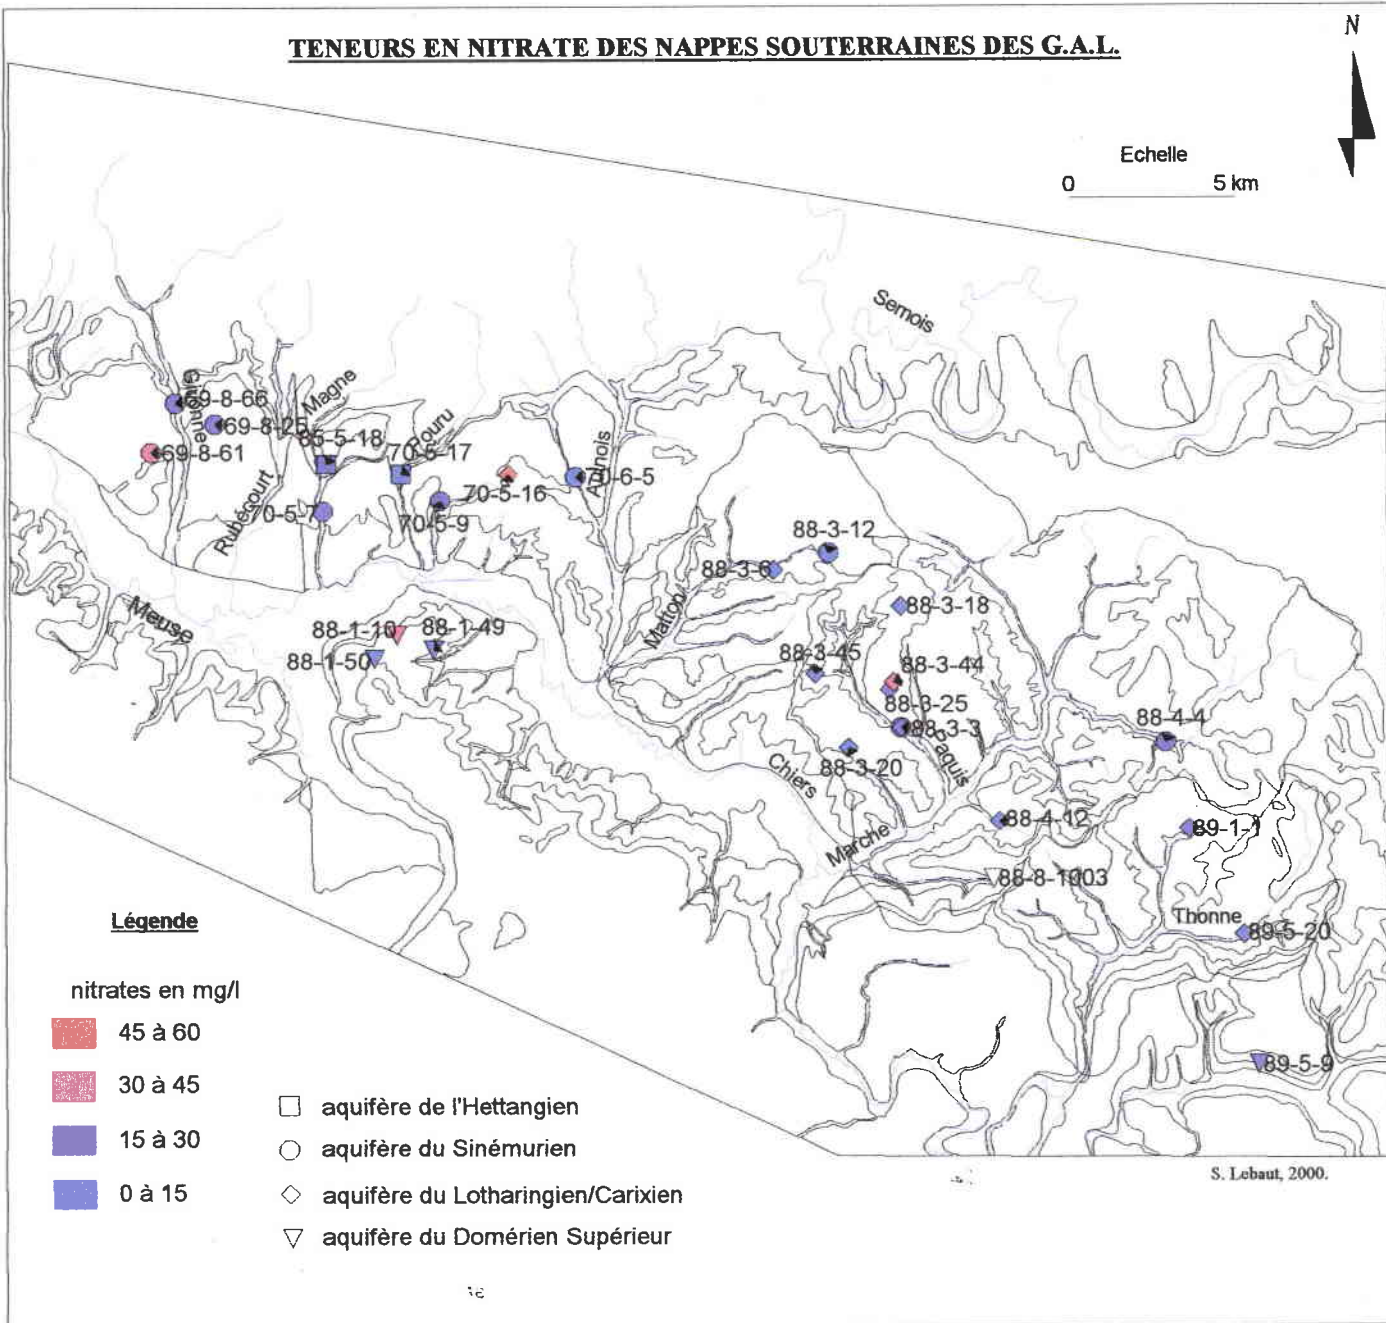 TENEURS EN NITRATE DES NAPPES SOUTERRAINES DES G.A.L.
N
Echelle
0 5 km
Semois
Givonne
69-8-66
69-8-25
69-8-61
Magne
85-5-18
Pouru
70-5-17
70-5-16
Aulnois
70-6-5
Rubécourt
70-5-7
70-5-9
88-3-12
88-3-6
Matton
88-3-18
Meuse
88-1-10
88-1-49
88-1-50
88-3-45
88-3-44
88-3-25
88-3-3
Paquis
88-4-4
88-3-20
Chiers
Marche
88-4-12
89-1-1
88-8-1003
Thonne
89-5-20
89-5-9
Légende
nitrates en mg/l
45 à 60
30 à 45
15 à 30
0 à 15
aquifère de l'Hettangien
aquifère du Sinémurien
aquifère du Lotharingien/Carixien
aquifère du Domérien Supérieur
S. Lebaut, 2000.